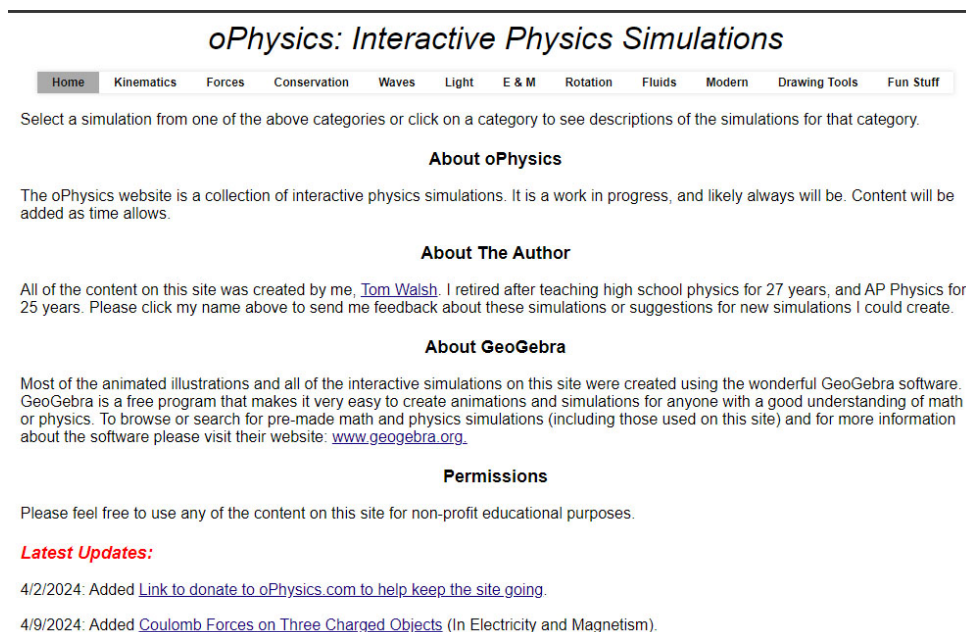 oPhysics: Interactive Physics Simulations
Home Kinematics Forces Conservation Waves Light E & M Rotation Fluids Modern Drawing Tools Fun Stuff
Select a simulation from one of the above categories or click on a category to see descriptions of the simulations for that category.
About oPhysics
The oPhysics website is a collection of interactive physics simulations. It is a work in progress, and likely always will be. Content will be
added as time allows.
About The Author
All of the content on this site was created by me, Tom Walsh. I retired after teaching high school physics for 27 years, and AP Physics for
25 years. Please click my name above to send me feedback about these simulations or suggestions for new simulations I could create.
About GeoGebra
Most of the animated illustrations and all of the interactive simulations on this site were created using the wonderful GeoGebra software.
GeoGebra is a free program that makes it very easy to create animations and simulations for anyone with a good understanding of math
or physics. To browse or search for pre-made math and physics simulations (including those used on this site) and for more information
about the software please visit their website: www.geogebra.org.
Permissions
Please feel free to use any of the content on this site for non-profit educational purposes.
Latest Updates:
4/2/2024: Added Link to donate to oPhysics.com to help keep the site going.
4/9/2024: Added Coulomb Forces on Three Charged Objects (In Electricity and Magnetism).